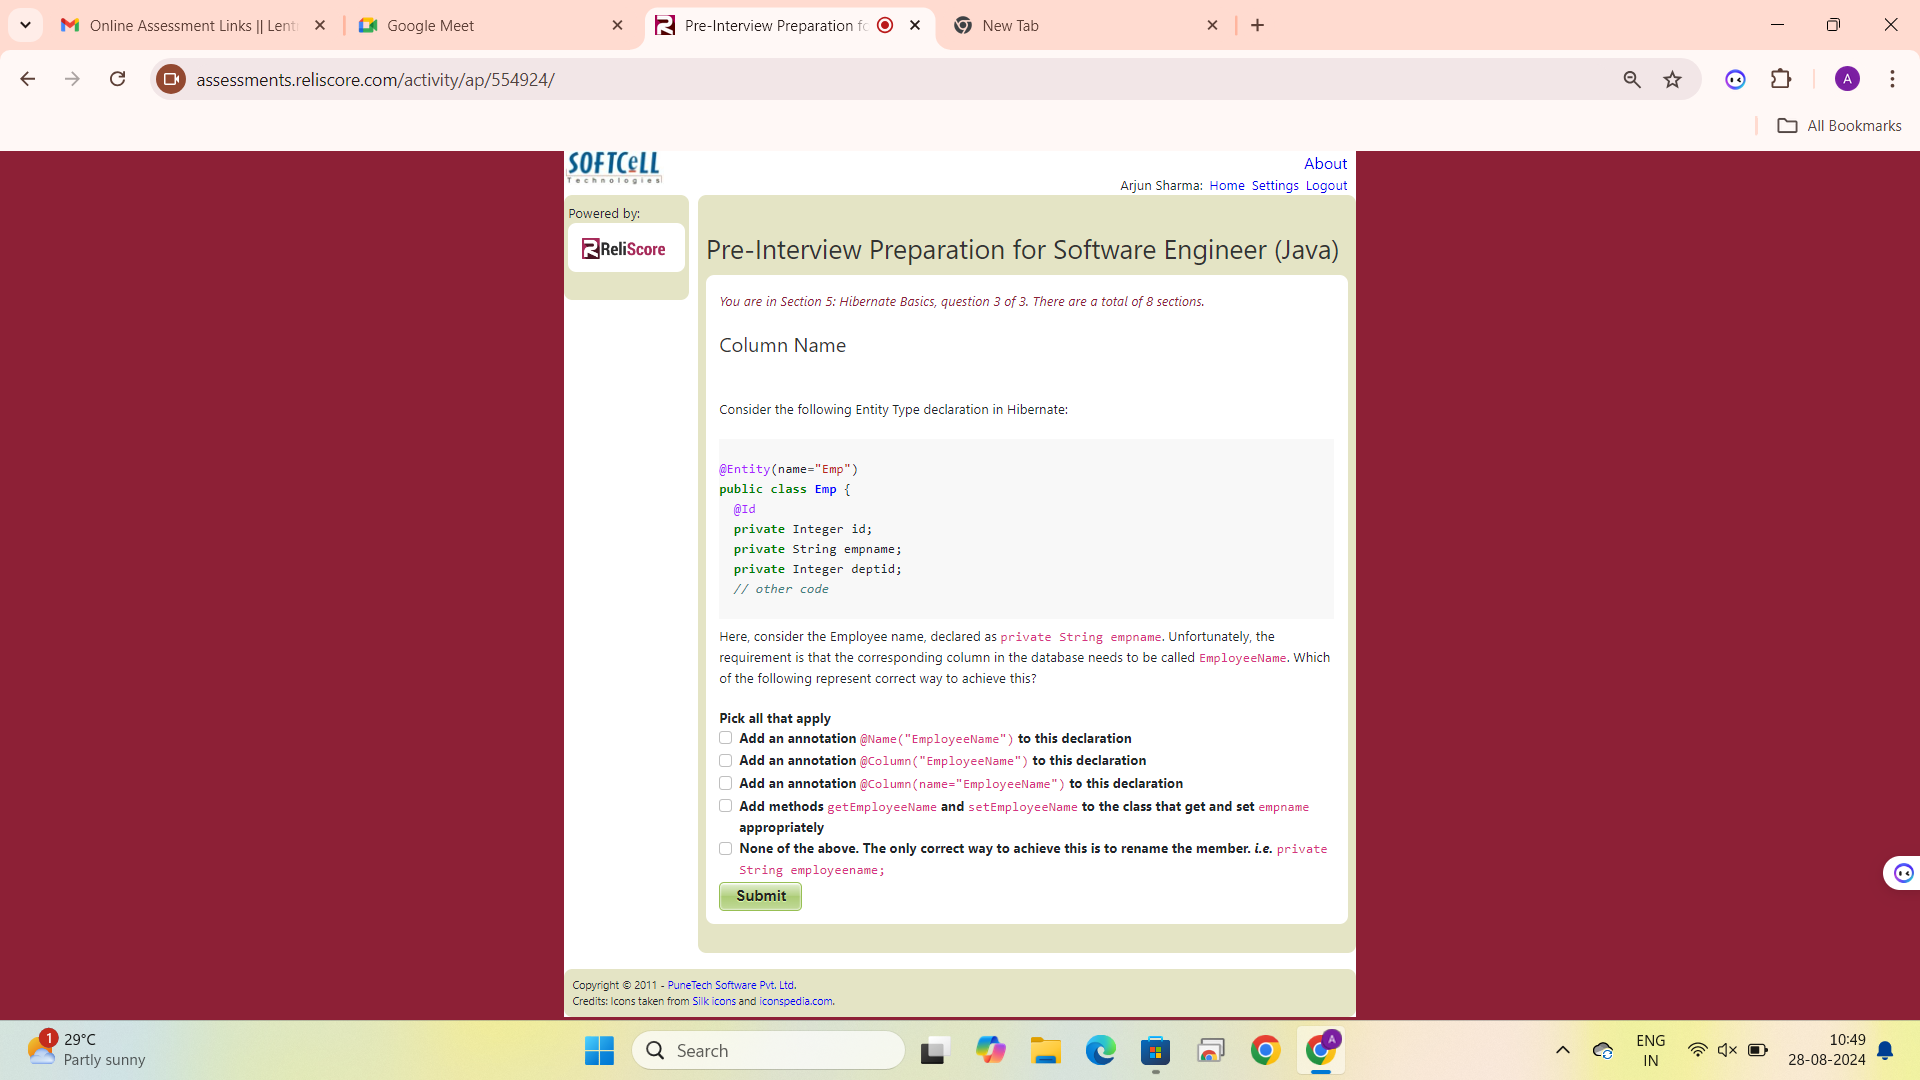 Online Assessment Links || Lent
Google Meet
Pre-Interview Preparation fo
New Tab
assessments.reliscore.com/activity/ap/554924/
A
All Bookmarks
SOFTCELL
Technologies
About
Arjun Sharma: Home Settings Logout
Powered by:
ReliScore
Pre-Interview Preparation for Software Engineer (Java)
You are in Section 5: Hibernate Basics, question 3 of 3. There are a total of 8 sections.
Column Name
Consider the following Entity Type declaration in Hibernate:
@Entity(name="Emp")
public class Emp {
@Id
private Integer id;
private String empname;
private Integer deptid;
// other code
Here, consider the Employee name, declared as private String empname. Unfortunately, the
requirement is that the corresponding column in the database needs to be called EmployeeName. Which
of the following represent correct way to achieve this?
Pick all that apply
Add an annotation @Name("EmployeeName") to this declaration
Add an annotation @Column("EmployeeName") to this declaration
Add an annotation @Column(name="EmployeeName") to this declaration
Add methods getEmployeeName and setEmployeeName to the class that get and set empname
appropriately
None of the above. The only correct way to achieve this is to rename the member. i.e. private
String employeename;
Submit
Copyright © 2011 - PuneTech Software Pvt. Ltd.
Credits: Icons taken from Silk icons and iconspedia.com.
1
29°C
Partly sunny
Search
A
ENG
IN
10:49
28-08-2024